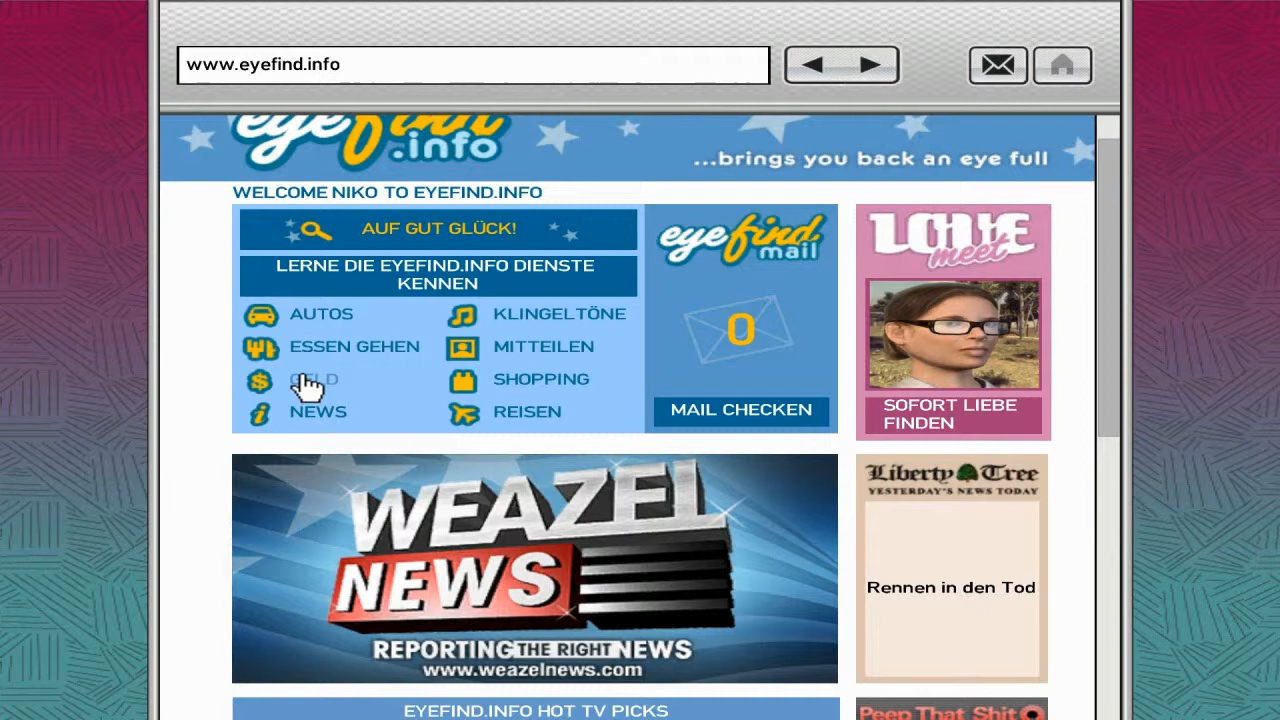 www.eyefind.info
eyefind
.info
...brings you back an eye full
WELCOME NIKO TO EYEFIND.INFO
AUF GUT GLÜCK!
LERNE DIE EYEFIND.INFO DIENSTE
KENNEN
AUTOS
KLINGELTÖNE
ESSEN GEHEN
MITTEILEN
GELD
SHOPPING
NEWS
REISEN
eyefind
mail
0
MAIL CHECKEN
LOVE
meet
SOFORT LIEBE
FINDEN
WEAZEL
NEWS
REPORTING THE RIGHT NEWS
www.weazelnews.com
Liberty Tree
YESTERDAY'S NEWS TODAY
Rennen in den Tod
EYEFIND.INFO HOT TV PICKS
Peep That Shit